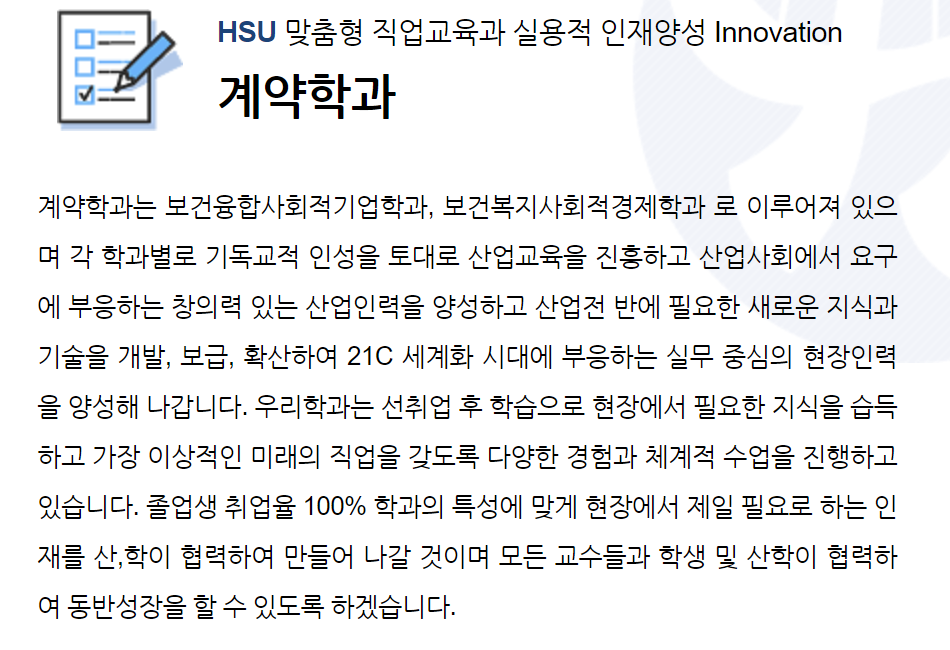 HSU 맞춤형 직업교육과 실용적 인재양성 Innovation
계약학과
계약학과는 보건융합사회적기업학과, 보건복지사회적경제학과 로 이루어져 있으
며 각 학과별로 기독교적 인성을 토대로 산업교육을 진흥하고 산업사회에서 요구
에 부응하는 창의력 있는 산업인력을 양성하고 산업전 반에 필요한 새로운 지식과
기술을 개발, 보급, 확산하여 21C 세계화 시대에 부응하는 실무 중심의 현장인력
을 양성해 나갑니다. 우리학과는 선취업 후 학습으로 현장에서 필요한 지식을 습득
하고 가장 이상적인 미래의 직업을 갖도록 다양한 경험과 체계적 수업을 진행하고
있습니다. 졸업생 취업율 100% 학과의 특성에 맞게 현장에서 제일 필요로 하는 인
재를 산,학이 협력하여 만들어 나갈 것이며 모든 교수들과 학생 및 산학이 협력하
여 동반성장을 할 수 있도록 하겠습니다.